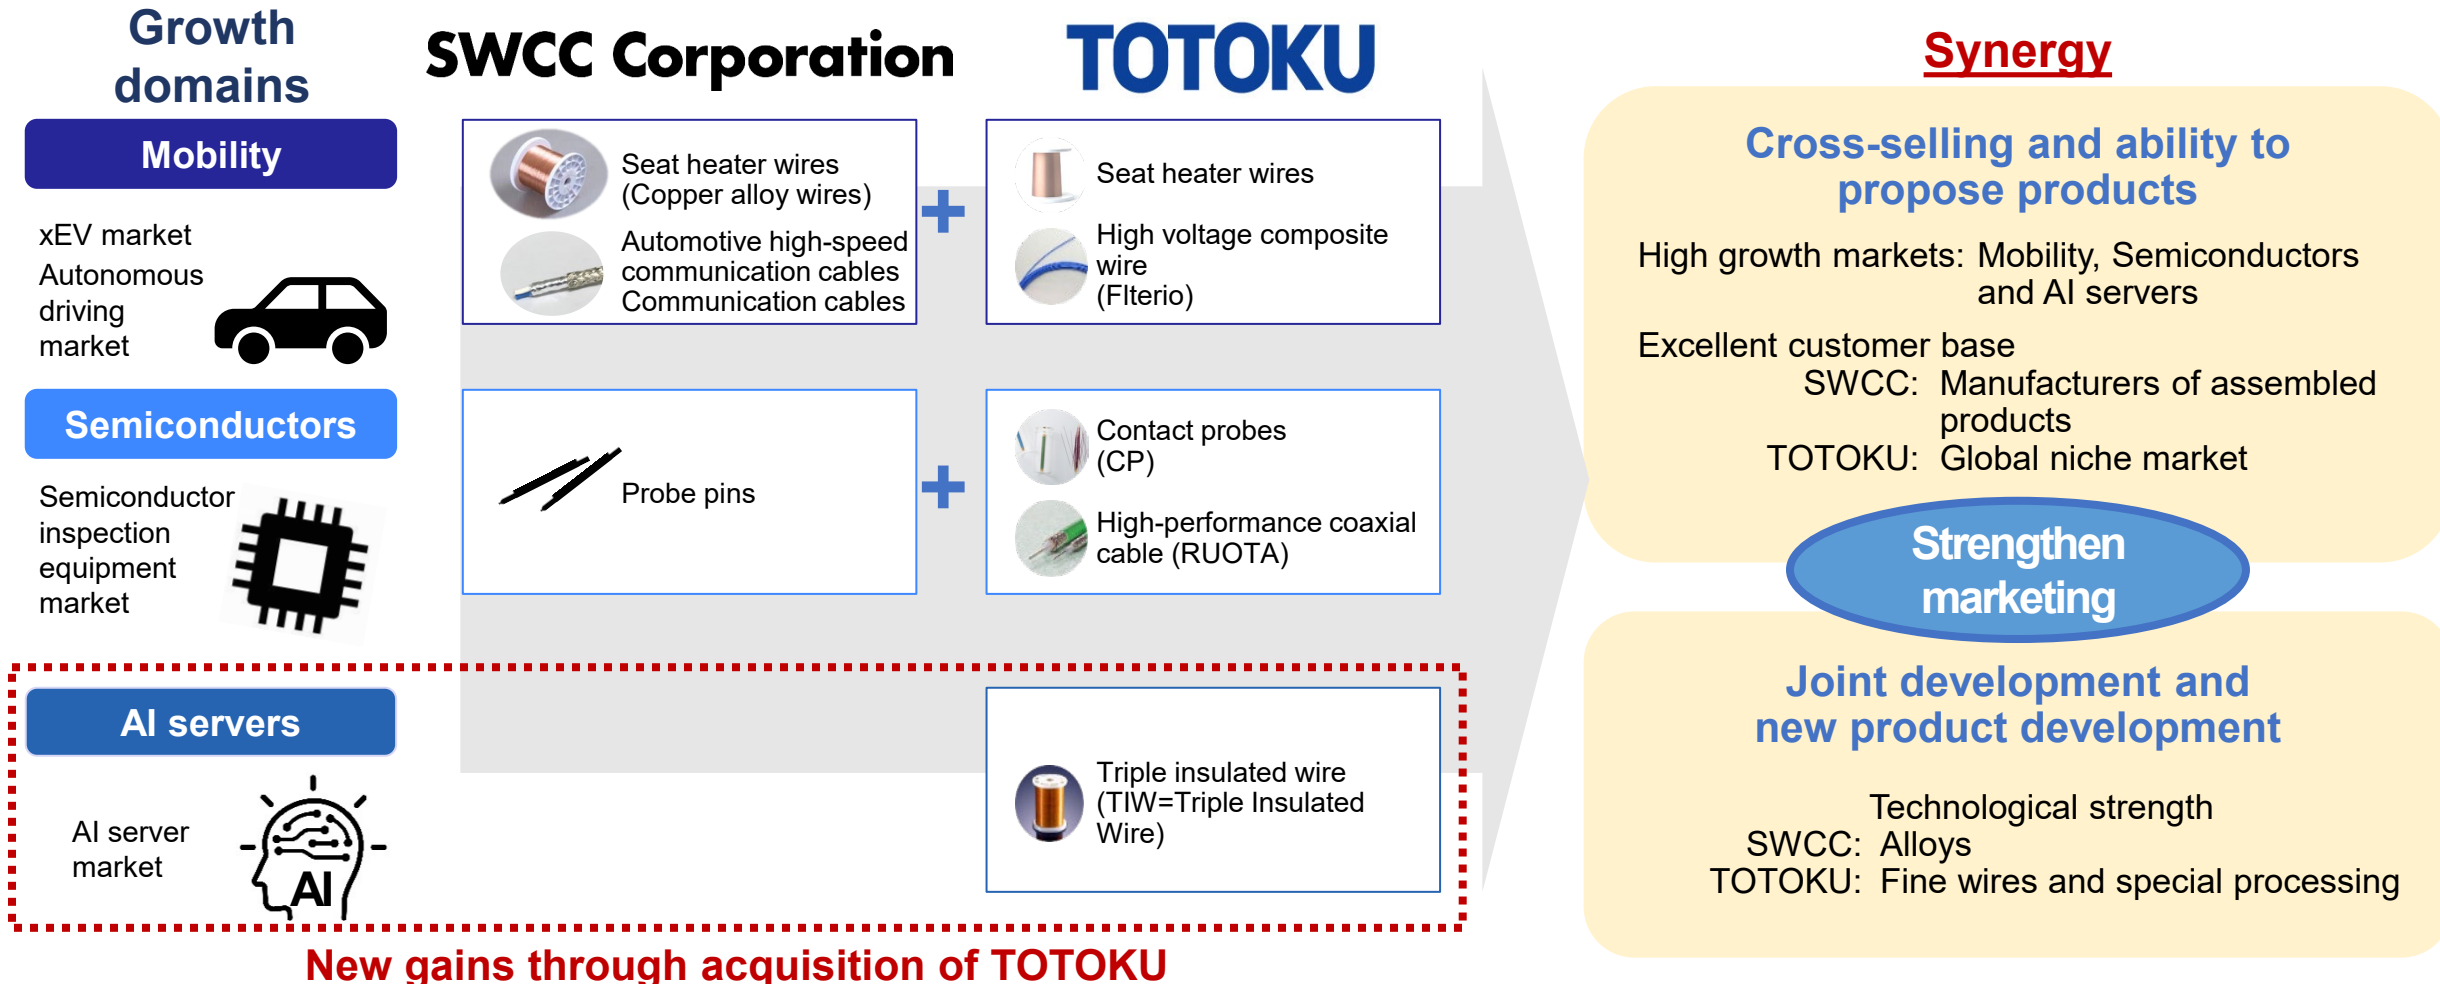 Growth
domains
SWCC Corporation
TOTOKU
Synergy
Mobility
xEV market
Autonomous
driving
market
Seat heater wires
(Copper alloy wires)
Automotive high-speed
communication cables
Communication cables
+
Seat heater wires
High voltage composite
wire
(Flterio)
Semiconductors
Semiconductor
inspection
equipment
market
Probe pins
+
Contact probes
(CP)
High-performance coaxial
cable (RUOTA)
AI servers
AI server
market
AI
Triple insulated wire
(TIW=Triple Insulated
Wire)
New gains through acquisition of TOTOKU
Cross-selling and ability to
propose products
High growth markets: Mobility, Semiconductors
and AI servers
Excellent customer base
SWCC: Manufacturers of assembled
products
TOTOKU: Global niche market
Strengthen
marketing
Joint development and
new product development
Technological strength
SWCC: Alloys
TOTOKU: Fine wires and special processing